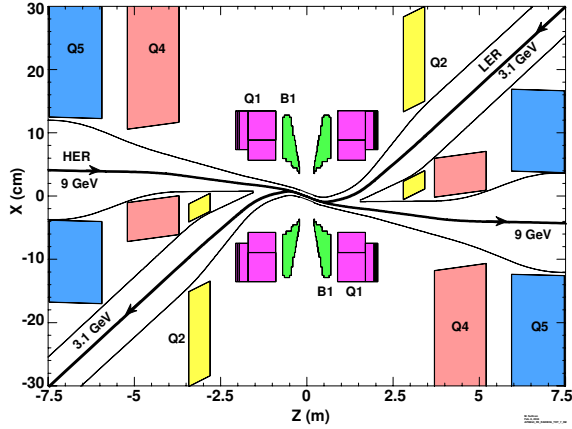 30
20
10
0
-10
-20
-30
X (cm)
Q5
Q4
Q2
LER
3.1 GeV
Q1
B1
HER
9 GeV
9 GeV
3.1 GeV
Q2
B1
Q1
Q4
Q5
-7.5
-5
-2.5
0
2.5
5
7.5
Z (m)